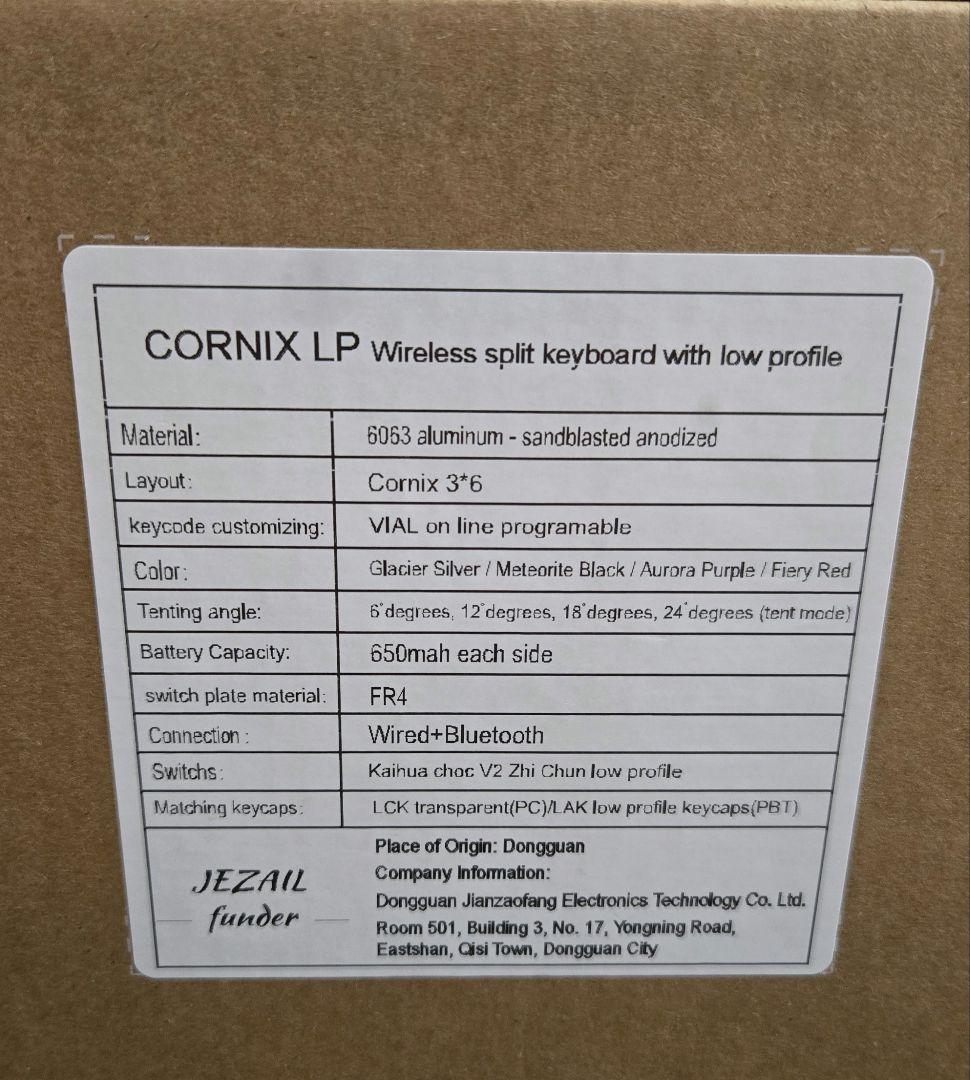 CORNIX LP Wireless split keyboard with low profile
Material: 6063 aluminum - sandblasted anodized
Layout: Cornix 3*6
keycode customizing: VIAL on line programable
Color: Glacier Silver / Meteorite Black / Aurora Purple / Fiery Red
Tenting angle: 6°degrees, 12°degrees, 18°degrees, 24°degrees (tent mode)
Battery Capacity: 650mah each side
switch plate material: FR4
Connection : Wired+Bluetooth
Switchs: Kaihua choc V2 Zhi Chun low profile
Matching keycaps: LCK transparent(PC)/LAK low profile keycaps(PBT)
JEZAIL
funder
Place of Origin: Dongguan
Company Information:
Dongguan Jianzaofang Electronics Technology Co. Ltd.
Room 501, Building 3, No. 17, Yongning Road,
Eastshan, Qisi Town, Dongguan City